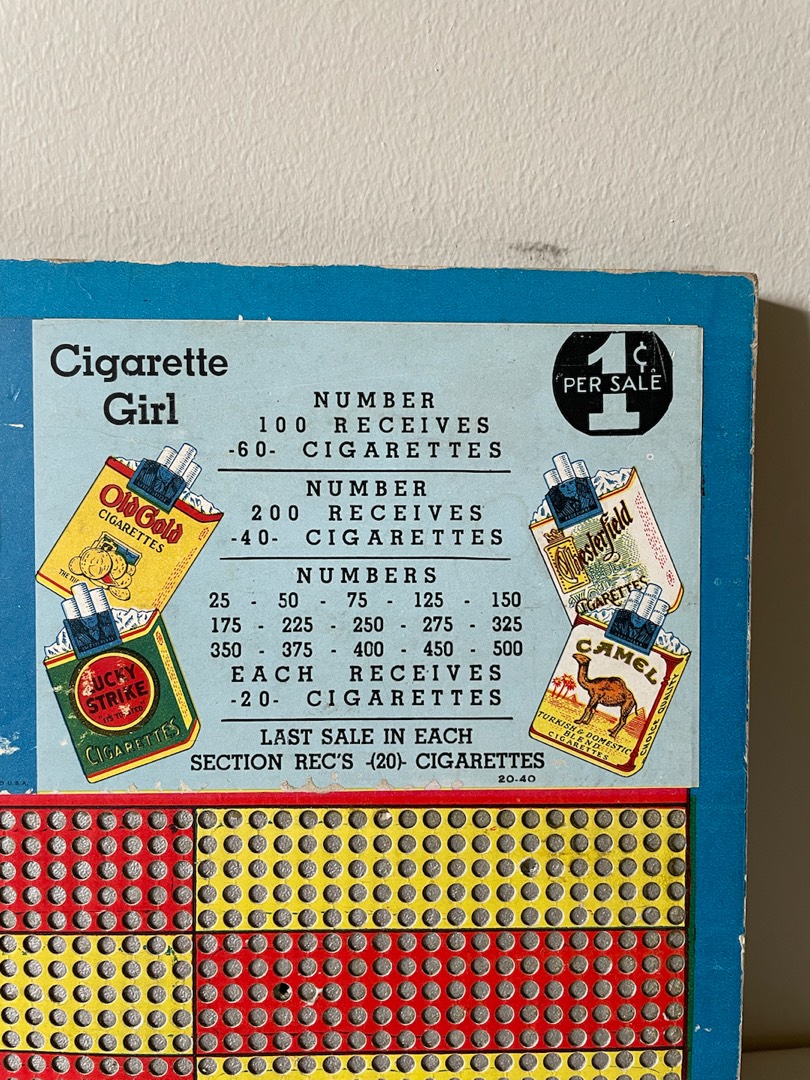 Cigarette
Girl
1¢
PER SALE
NUMBER
100 RECEIVES
-60- CIGARETTES
NUMBER
200 RECEIVES
-40- CIGARETTES
NUMBERS
25 - 50 - 75 - 125 - 150
175 - 225 - 250 - 275 - 325
350 - 375 - 400 - 450 - 500
EACH RECEIVES
-20- CIGARETTES
LAST SALE IN EACH
SECTION REC'S -(20)- CIGARETTES
20-40
Old Gold
CIGARETTES
LUCKY
STRIKE
"IT'S TOASTED"
CIGARETTES
Chesterfield
CIGARETTES
CAMEL
TURKISH & DOMESTIC
BLEND
CIGARETTES
U.S.A.